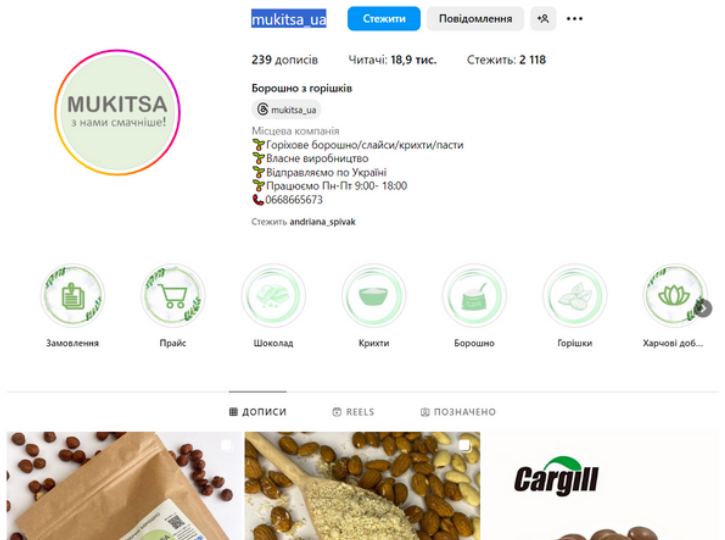 mukitsa_ua
Стежити
Повідомлення
239 дописів
Читачі: 18,9 тис.
Стежить: 2 118
MUKITSA
з нами смачніше!
Борошно з горішків
mukitsa_ua
Місцева компанія
Горіхове борошно/слайси/крихти/пасти
Власне виробництво
Відправляємо по Україні
Працюємо Пн-Пт 9:00- 18:00
0668665673
Стежить andriana_spivak
Замовлення
Прайс
Шоколад
Крихти
Борошно
Горішки
Харчові доб...
ДОПИСИ
REELS
ПОЗНАЧЕНО
Cargill